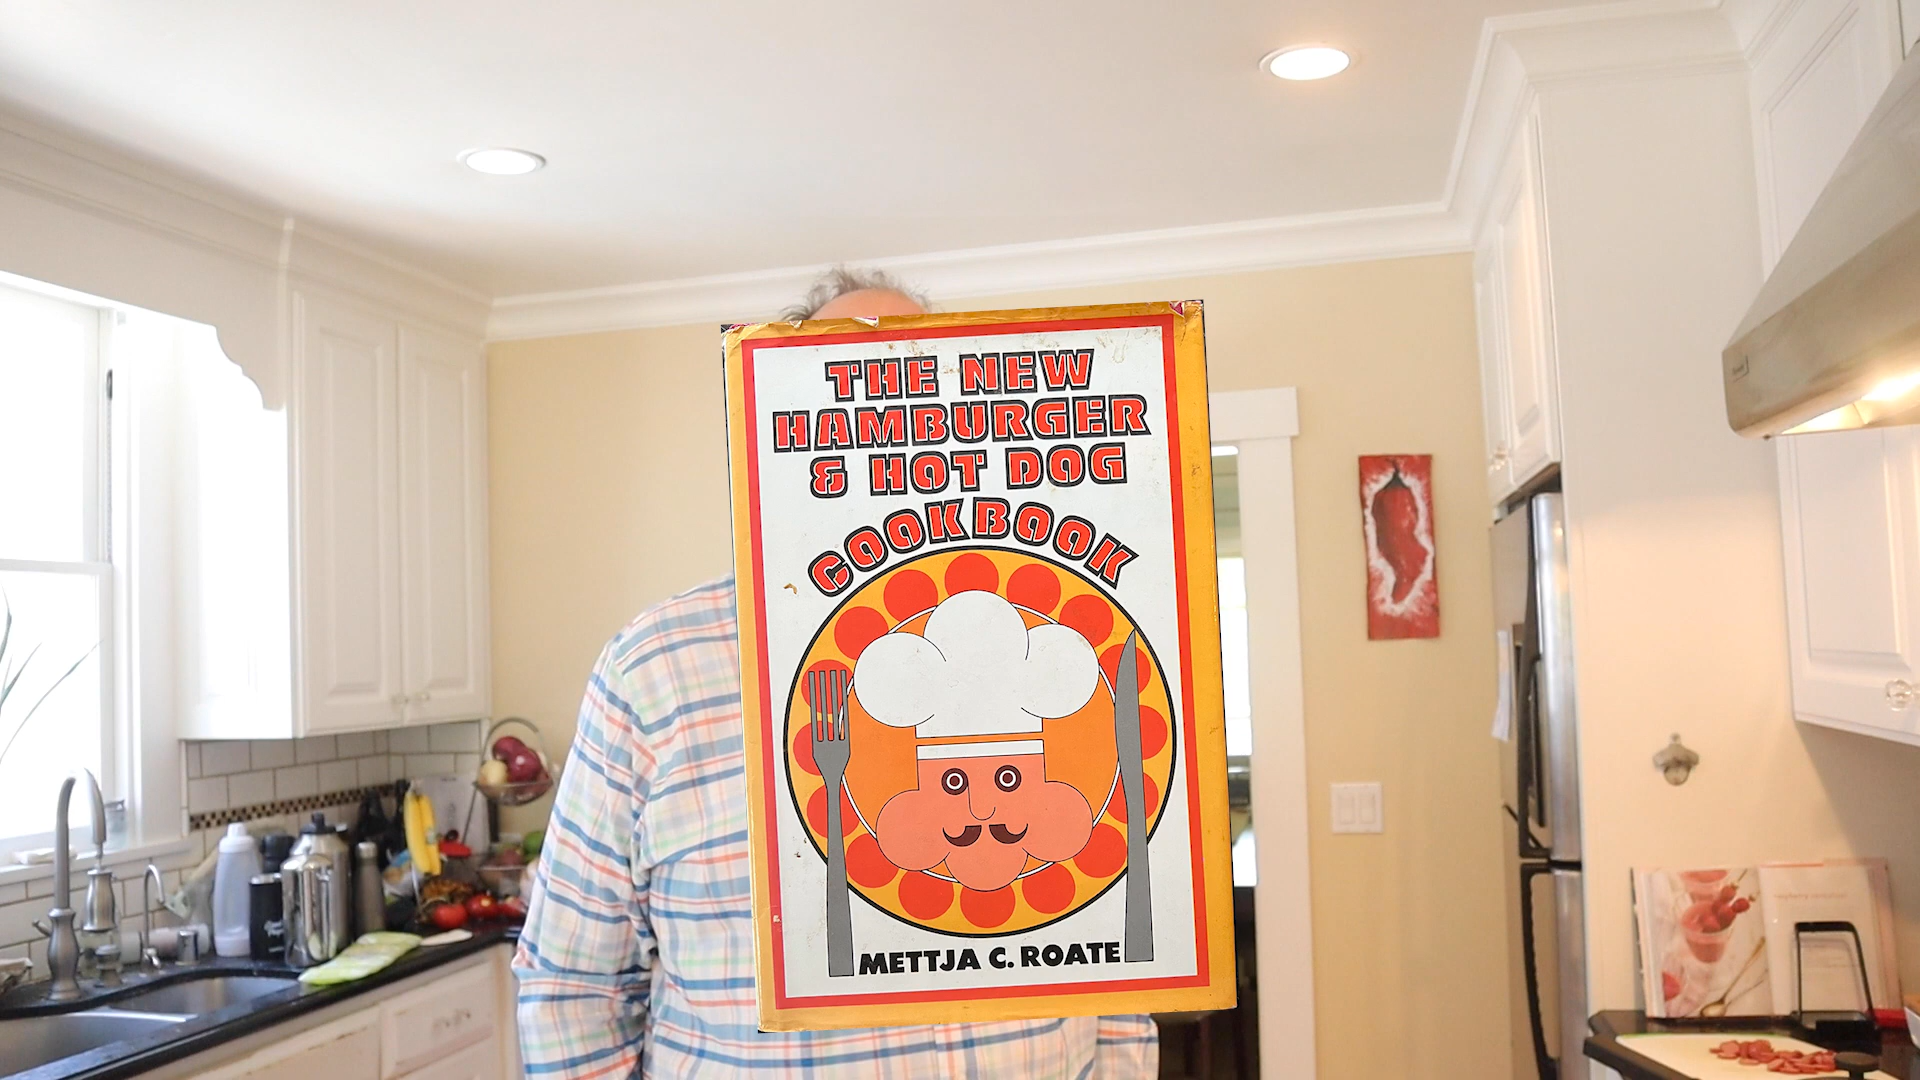 THE NEW
HAMBURGER
& HOT DOG
COOKBOOK
METTJA C. ROATE